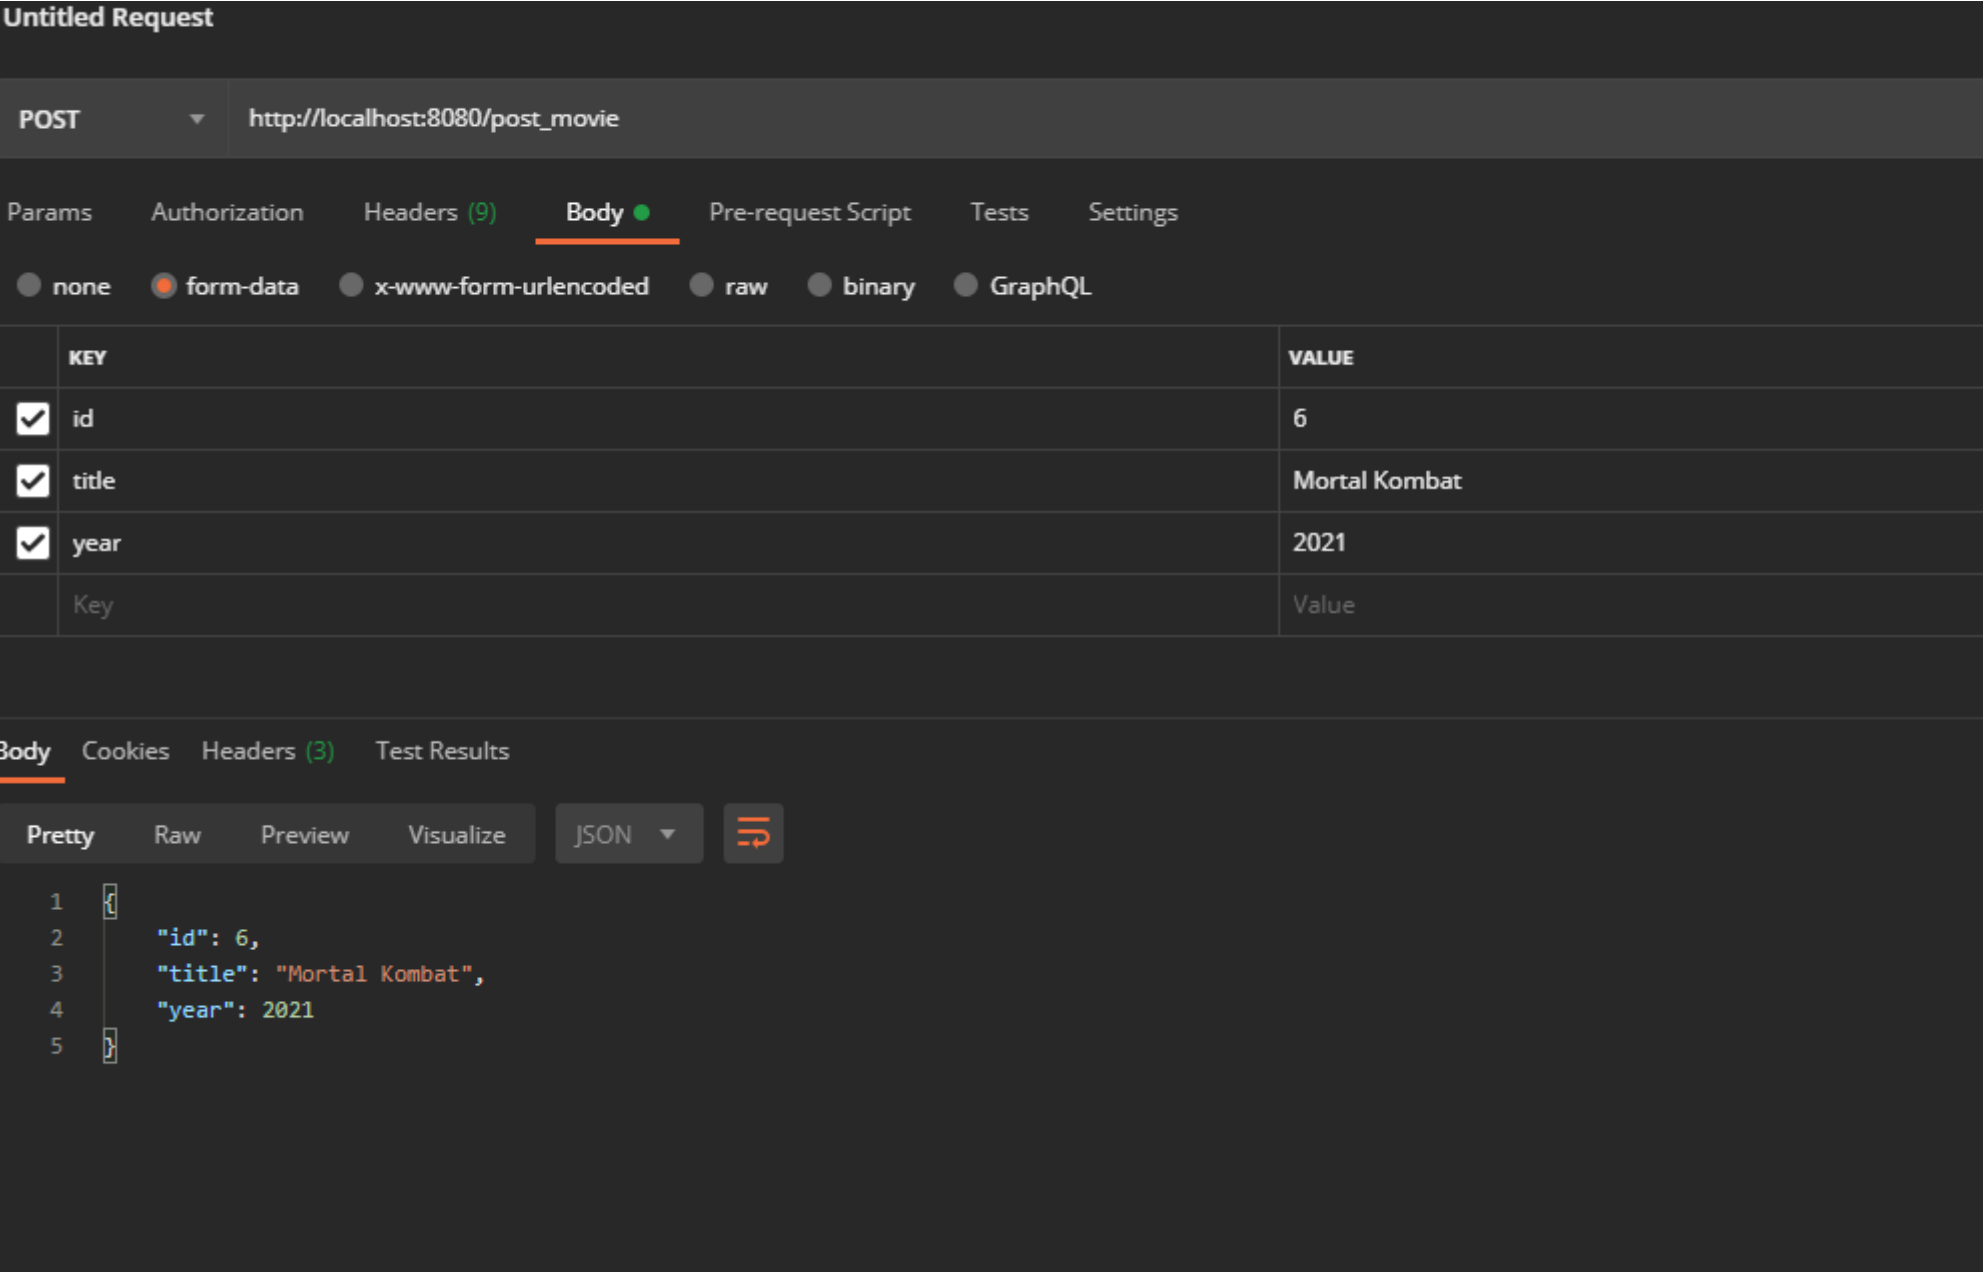 Untitled Request
POST http://localhost:8080/post_movie
Params Authorization Headers (9) Body Pre-request Script Tests Settings
none form-data x-www-form-urlencoded raw binary GraphQL
KEY VALUE
id 6
title Mortal Kombat
year 2021
Key Value
Body Cookies Headers (3) Test Results
Pretty Raw Preview Visualize JSON
1 {
2 "id": 6,
3 "title": "Mortal Kombat",
4 "year": 2021
5 }